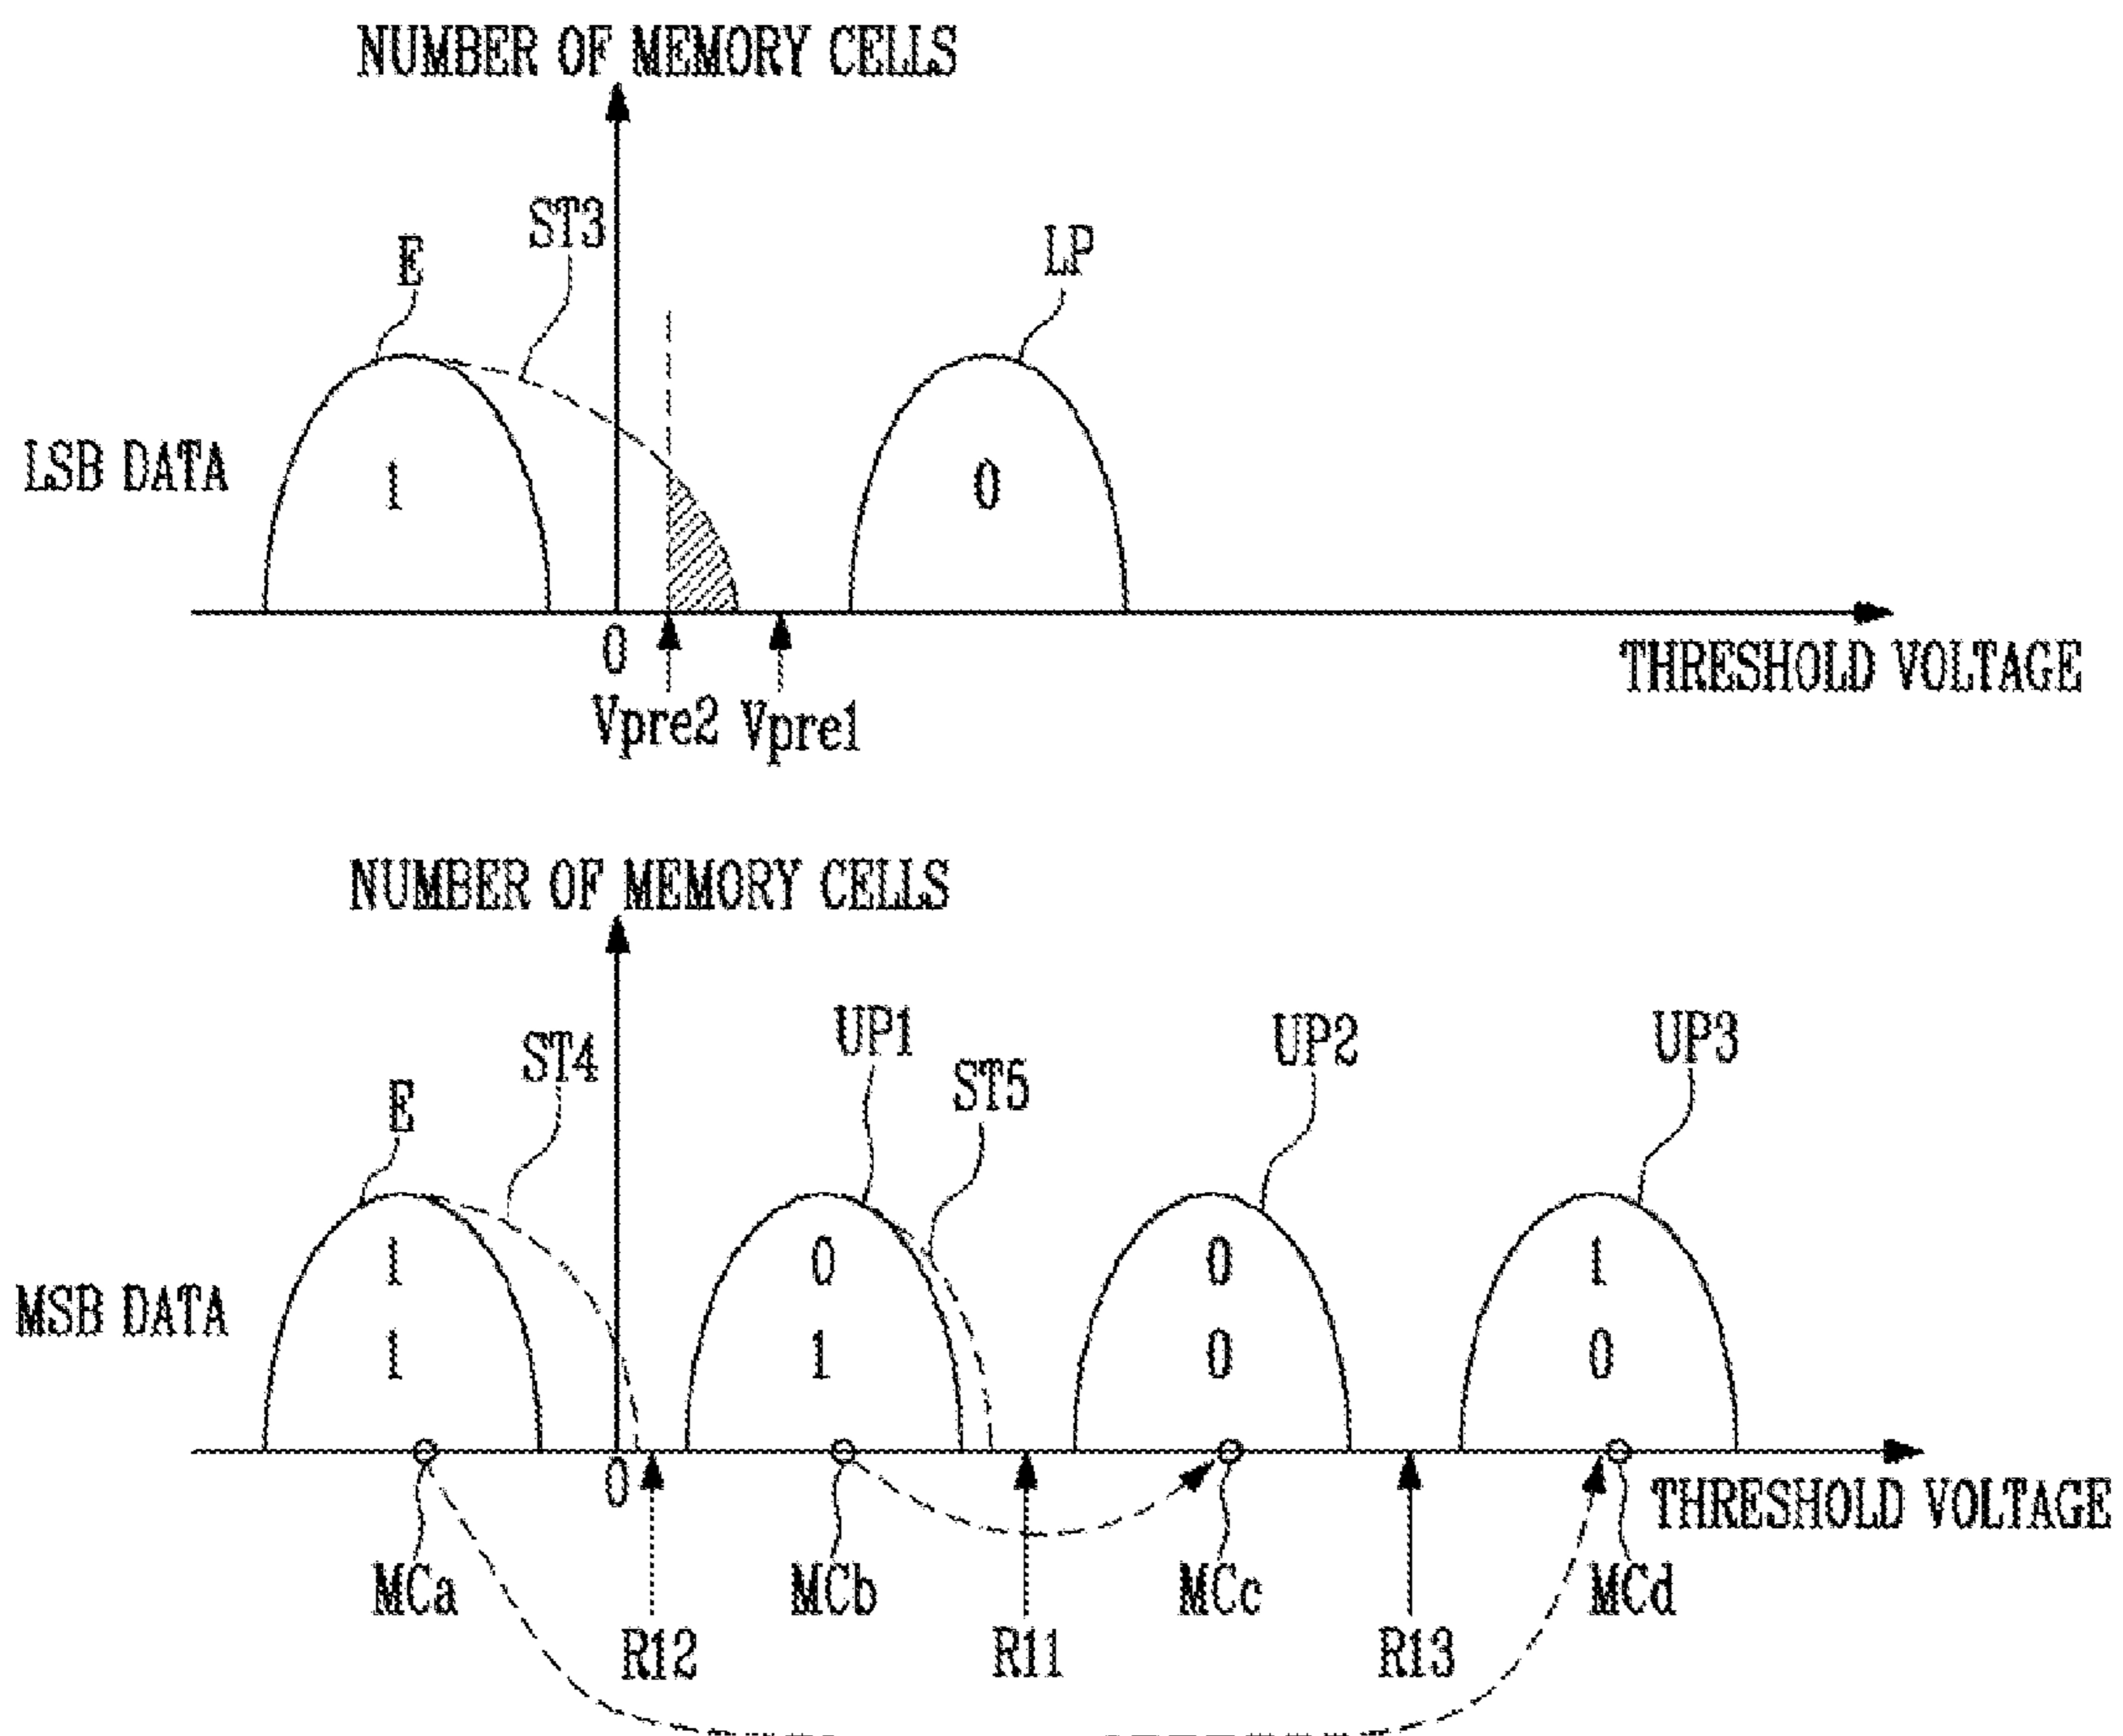 NUMBER OF MEMORY CELLS
E
ST3
LP
LSB DATA
1
0
0
THRESHOLD VOLTAGE
Vpre2
Vpre1
NUMBER OF MEMORY CELLS
E
ST4
UP1
ST5
UP2
UP3
MSB DATA
1
0
0
1
1
1
0
0
0
THRESHOLD VOLTAGE
MCa
MCb
MCc
MCd
R12
R11
R13